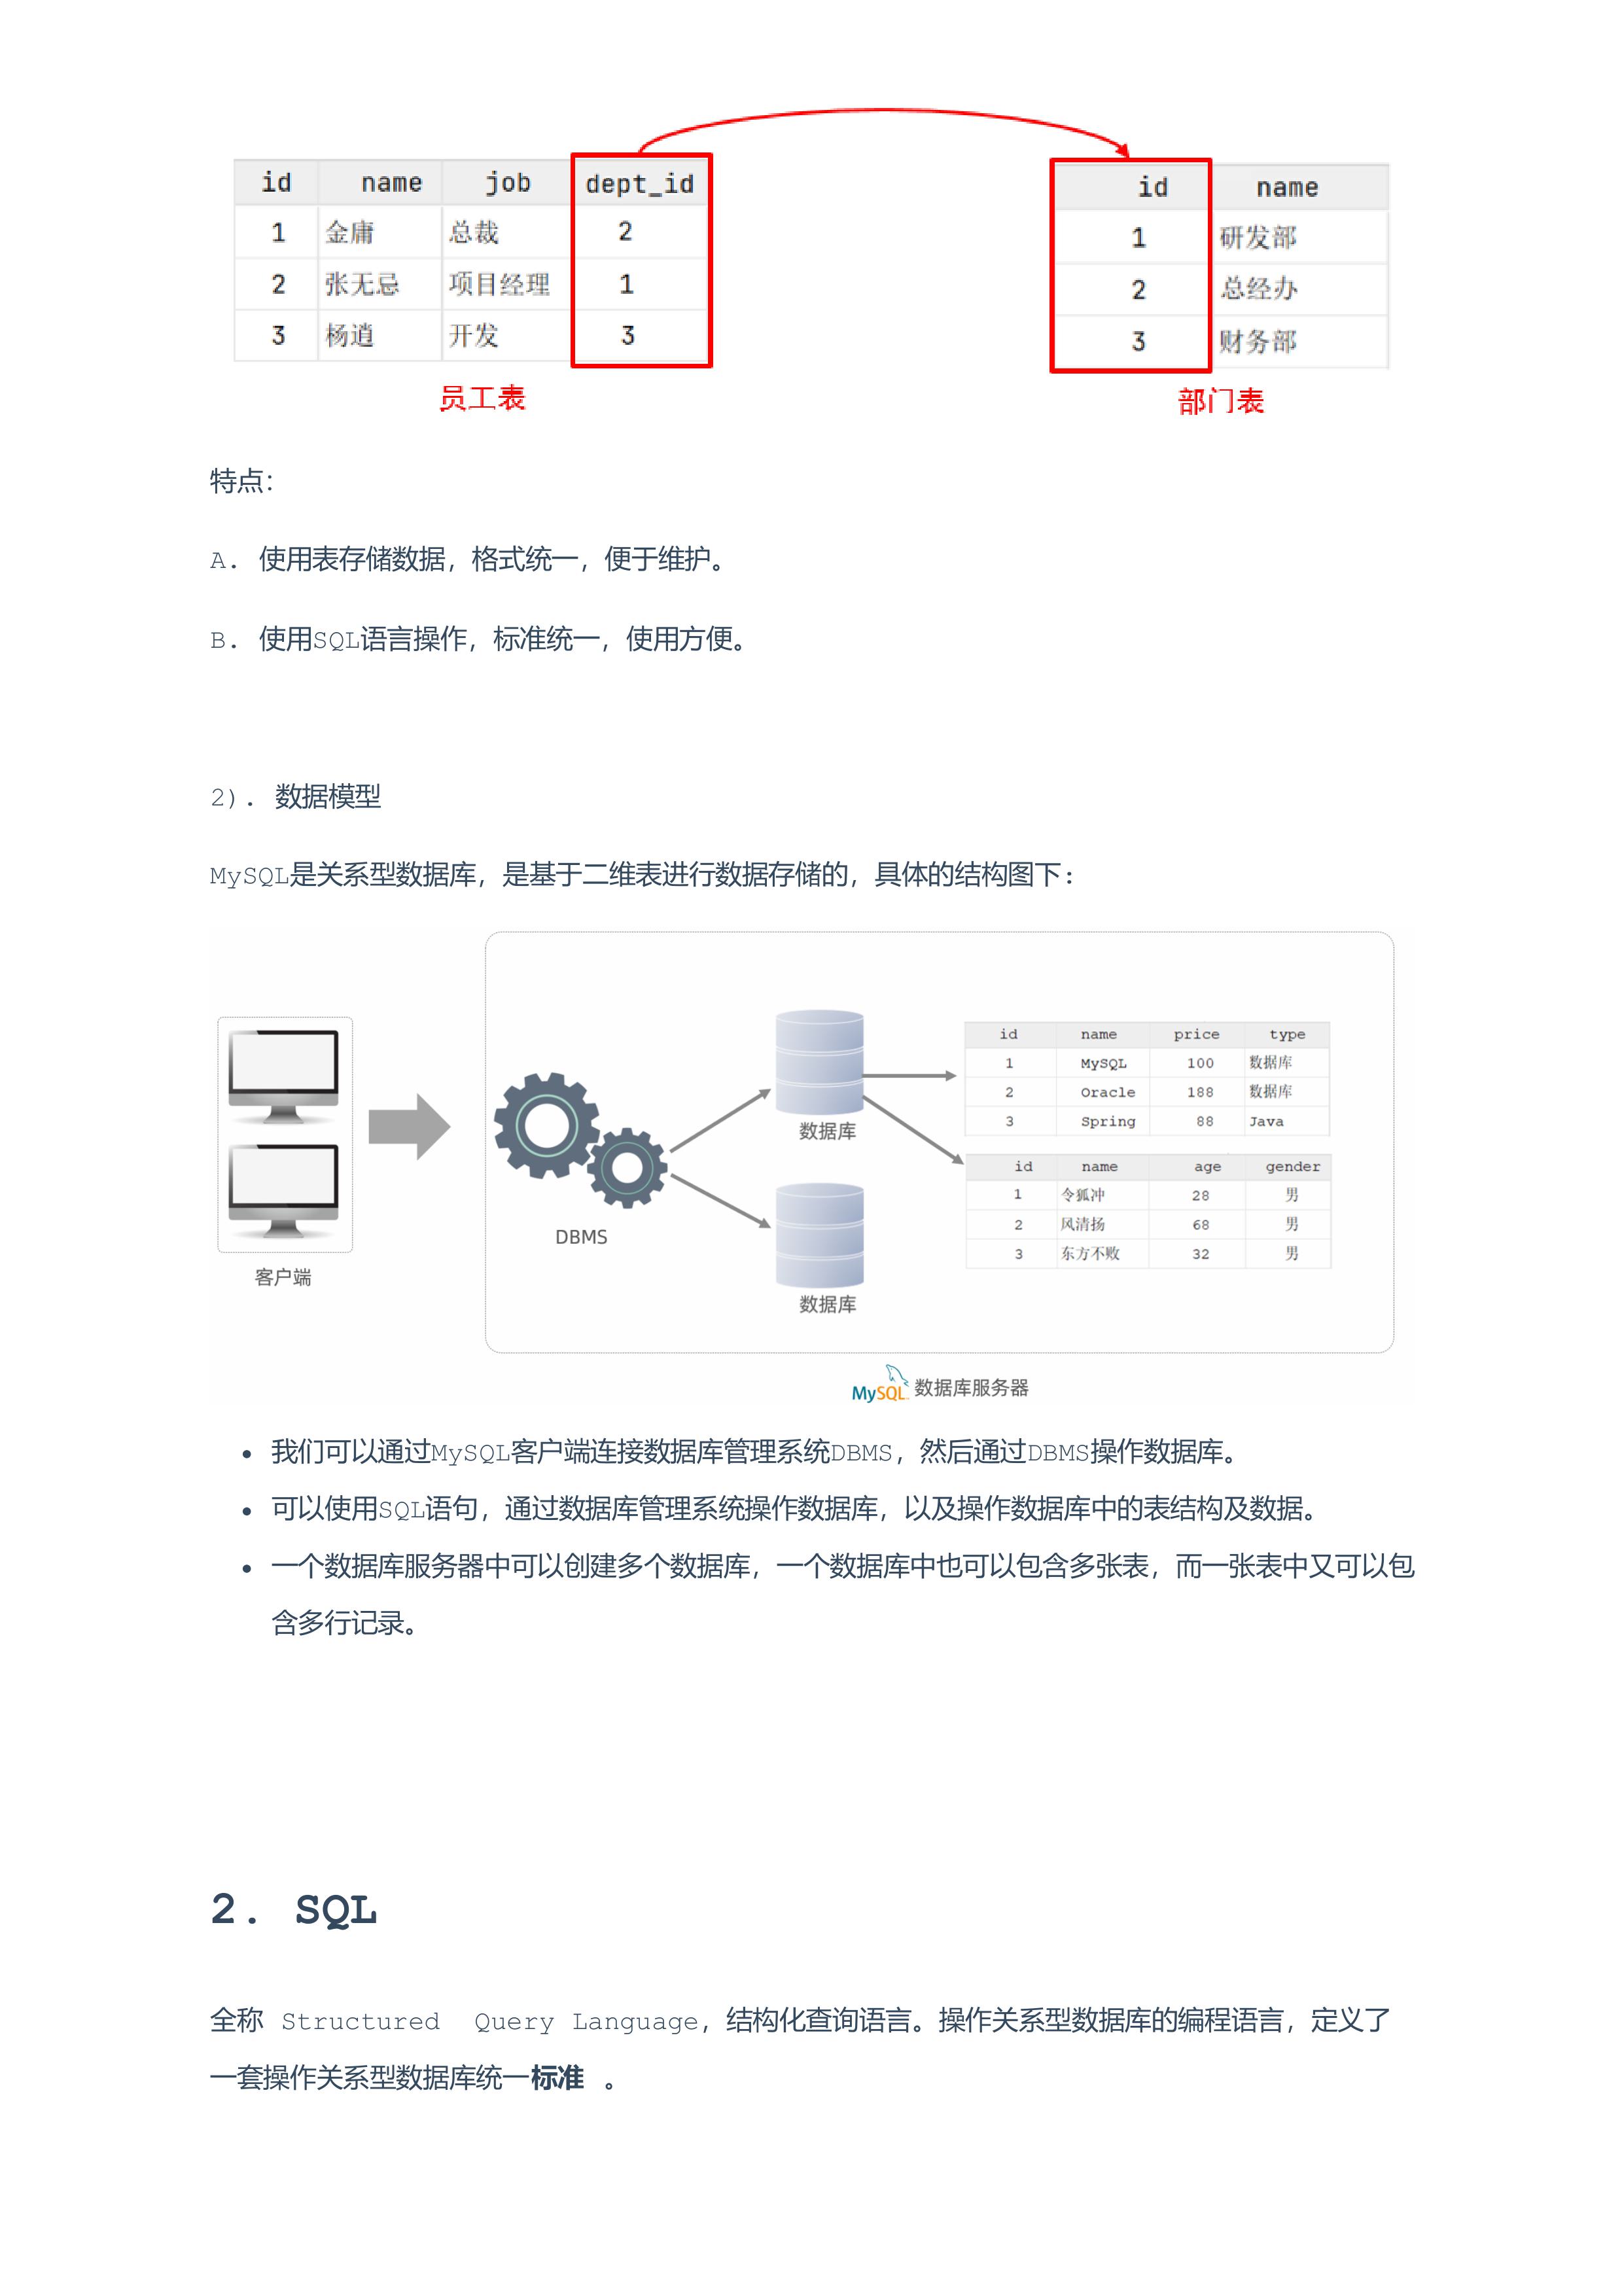 id name job dept_id
1 金庸 总裁 2
2 张无忌 项目经理 1
3 杨逍 开发 3
员工表
id name
1 研发部
2 总经办
3 财务部
部门表
特点：
A. 使用表存储数据，格式统一，便于维护。
B. 使用SQL语言操作，标准统一，使用方便。
2). 数据模型
MySQL是关系型数据库，是基于二维表进行数据存储的，具体的结构图下：
客户端
DBMS
数据库
数据库
id name price type
1 MySQL 100 数据库
2 Oracle 188 数据库
3 Spring 88 Java
id name age gender
1 令狐冲 28 男
2 风清扬 68 男
3 东方不败 32 男
MySQL 数据库服务器
• 我们可以通过MySQL客户端连接数据库管理系统DBMS，然后通过DBMS操作数据库。
• 可以使用SQL语句，通过数据库管理系统操作数据库，以及操作数据库中的表结构及数据。
• 一个数据库服务器中可以创建多个数据库，一个数据库中也可以包含多张表，而一张表中又可以包
含多行记录。
2. SQL
全称 Structured Query Language，结构化查询语言。操作关系型数据库的编程语言，定义了
一套操作关系型数据库统一标准 。